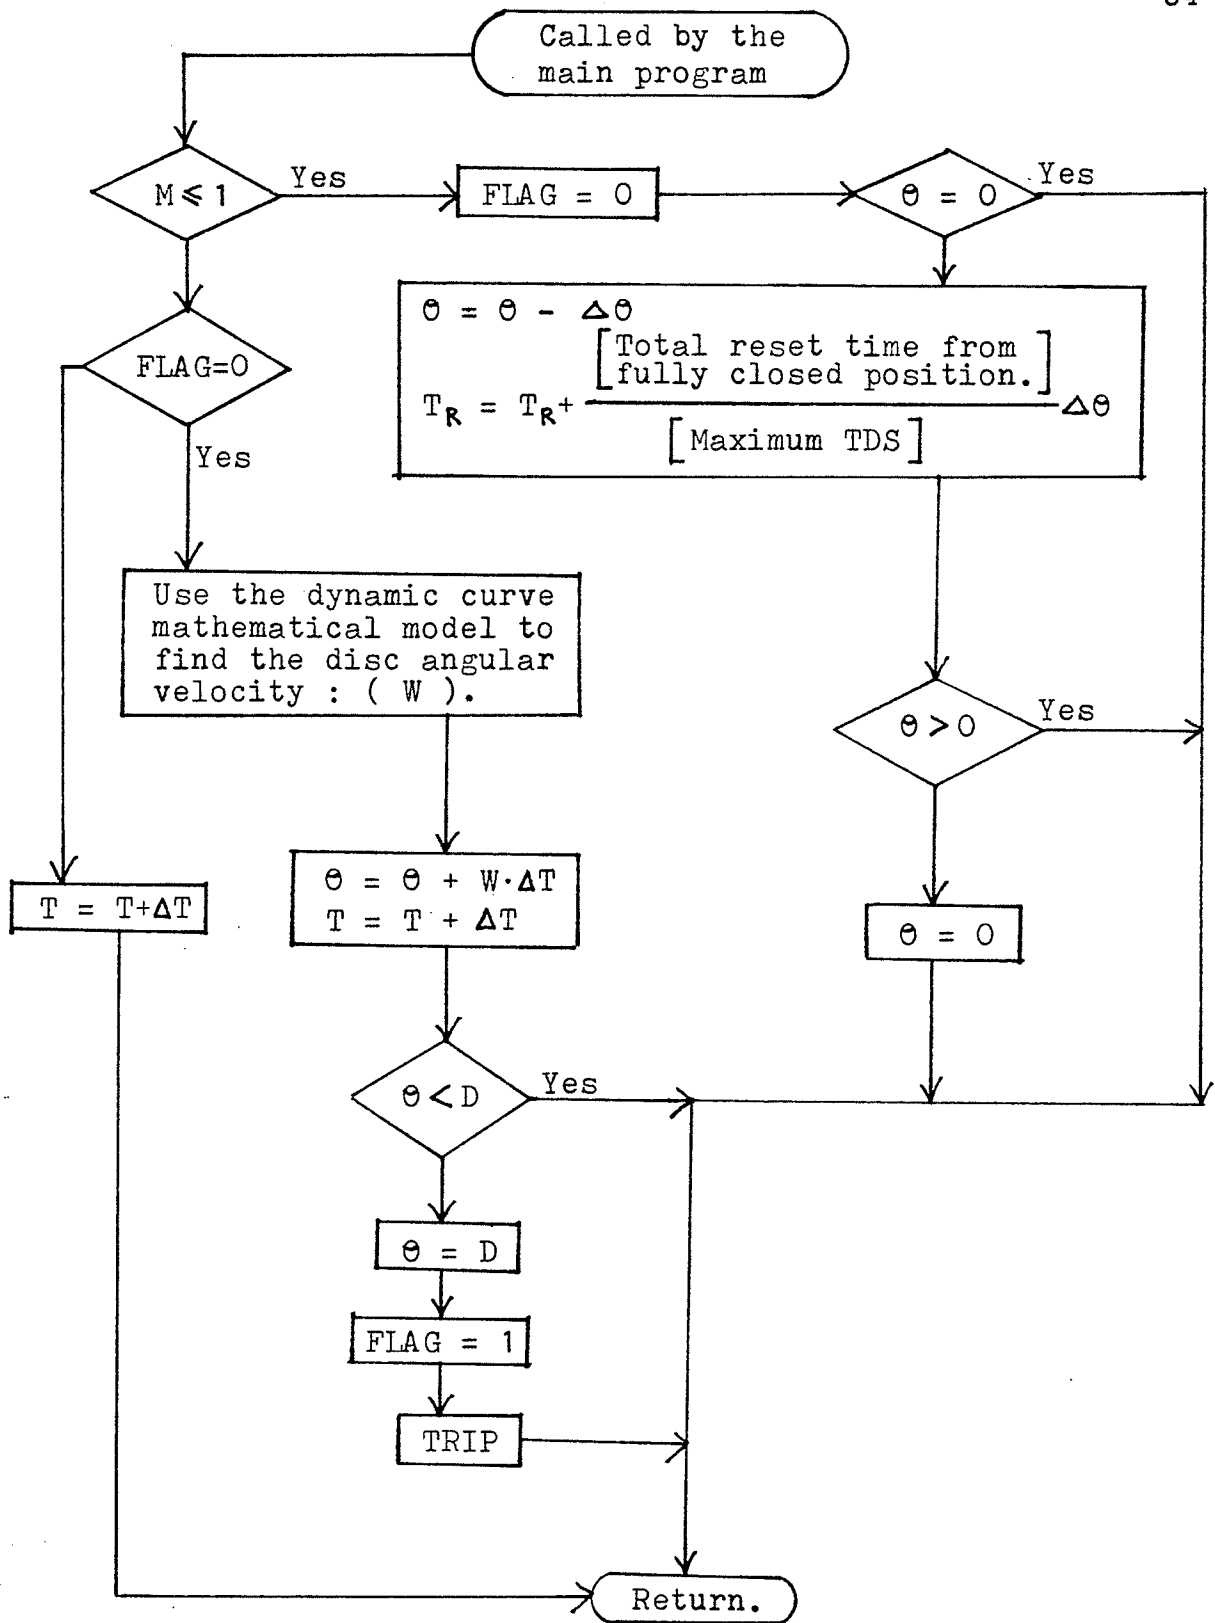 Called by the
main program
M ≤ 1
Yes
FLAG = 0
θ = 0
Yes
θ = θ - Δθ
[Total reset time from
fully closed position.]
T_R = T_R+ Δθ
[Maximum TDS]
FLAG=0
Yes
Use the dynamic curve
mathematical model to
find the disc angular
velocity : ( W ).
θ > 0
Yes
θ = θ + W·ΔT
T = T + ΔT
T = T+ΔT
θ = 0
θ < D
Yes
θ = D
FLAG = 1
TRIP
Return.